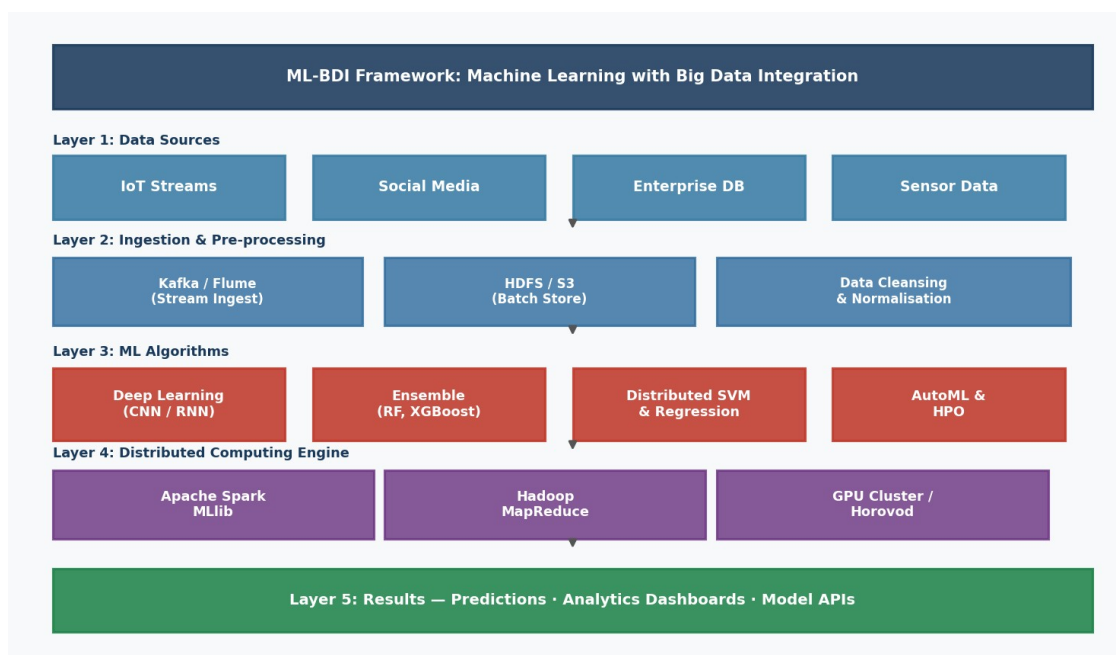 ML-BDI Framework: Machine Learning with Big Data Integration
Layer 1: Data Sources
IoT Streams
Social Media
Enterprise DB
Sensor Data
Layer 2: Ingestion & Pre-processing
Kafka / Flume
(Stream Ingest)
HDFS / S3
(Batch Store)
Data Cleansing
& Normalisation
Layer 3: ML Algorithms
Deep Learning
(CNN / RNN)
Ensemble
(RF, XGBoost)
Distributed SVM
& Regression
AutoML &
HPO
Layer 4: Distributed Computing Engine
Apache Spark
MLlib
Hadoop
MapReduce
GPU Cluster /
Horovod
Layer 5: Results — Predictions · Analytics Dashboards · Model APIs